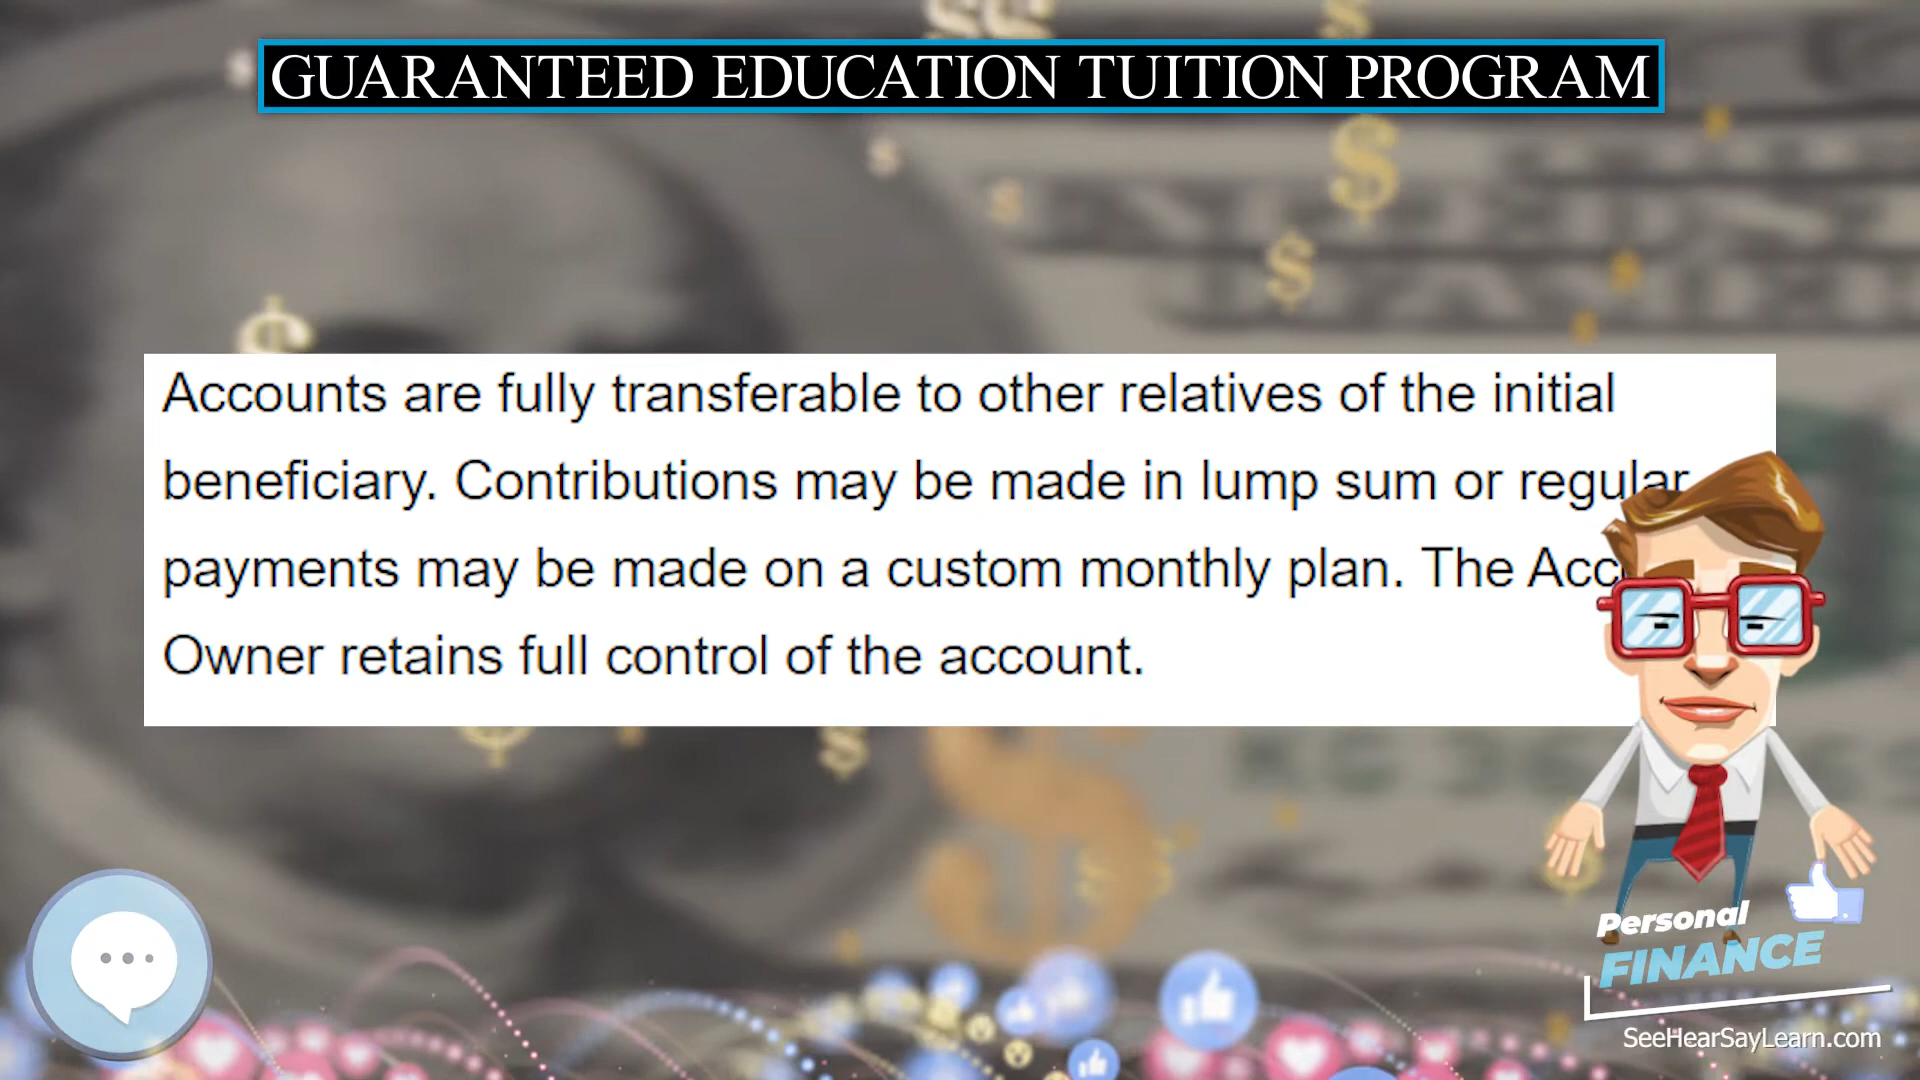 GUARANTEED EDUCATION TUITION PROGRAM
Accounts are fully transferable to other relatives of the initial
beneficiary. Contributions may be made in lump sum or regular
payments may be made on a custom monthly plan. The
Owner retains full control of the account.
Personal
FINANCE
SeeHearSayLearn.com